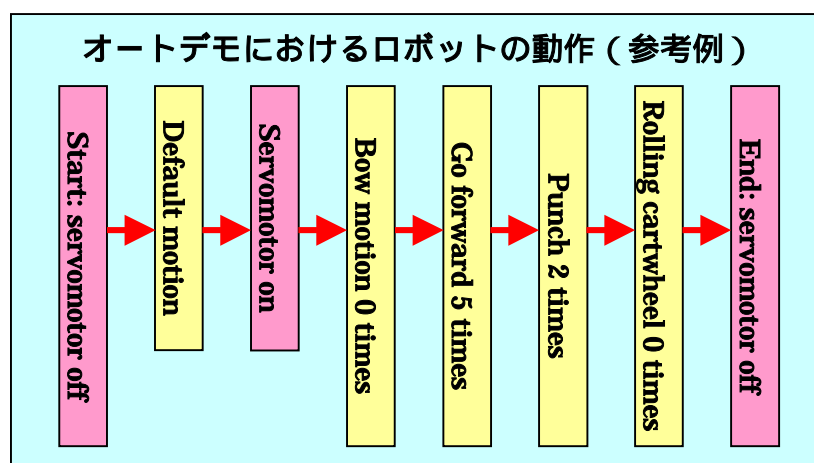 オートデモにおけるロボットの動作(参考例)
Start: servomotor off
Default motion
Servomotor on
Bow motion 0 times
Go forward 5 times
Punch 2 times
Rolling cartwheel 0 times
End: servomotor off